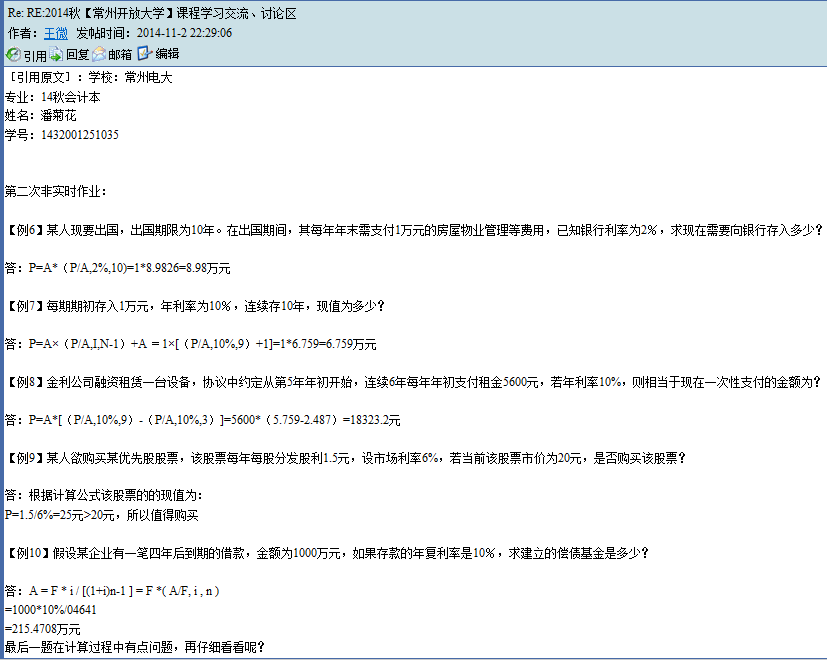 Re: RE:2014秋【常州开放大学】课程学习交流、讨论区
作者：王微 发帖时间：2014-11-2 22:29:06
引用 回复 邮箱 编辑
［引用原文］：学校：常州电大
专业：14秋会计本
姓名：潘菊花
学号：1432001251035
第二次非实时作业：
【例6】某人现要出国，出国期限为10年。在出国期间，其每年年末需支付1万元的房屋物业管理等费用，已知银行利率为2%，求现在需要向银行存入多少？
答：P=A*（P/A,2%,10)=1*8.9826=8.98万元
【例7】每期期初存入1万元，年利率为10%，连续存10年，现值为多少？
答：P=A×（P/A,I,N-1）+A = 1×[（P/A,10%,9）+1]=1*6.759=6.759万元
【例8】金利公司融资租赁一台设备，协议中约定从第5年年初开始，连续6年每年年初支付租金5600元，若年利率10%，则相当于现在一次性支付的金额为？
答：P=A*[（P/A,10%,9）-（P/A,10%,3）]=5600*（5.759-2.487）=18323.2元
【例9】某人欲购买某优先股股票，该股票每年每股分发股利1.5元，设市场利率6%，若当前该股票市价为20元，是否购买该股票？
答：根据计算公式该股票的的现值为：
P=1.5/6%=25元>20元，所以值得购买
【例10】假设某企业有一笔四年后到期的借款，金额为1000万元，如果存款的年复利率是10%，求建立的偿债基金是多少？
答：A = F * i / [(1+i)n-1 ] = F *( A/F, i , n )
=1000*10%/04641
=215.4708万元
最后一题在计算过程中有点问题，再仔细看看呢？